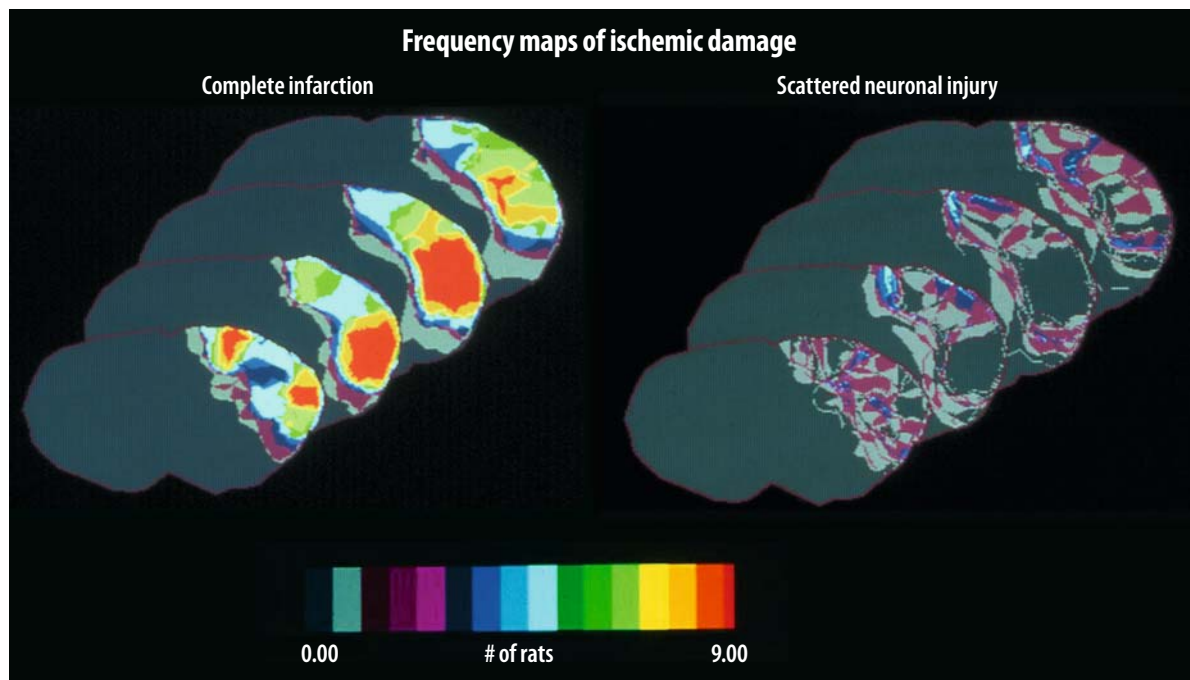 Frequency maps of ischemic damage
Complete infarction
Scattered neuronal injury
0.00
# of rats
9.00